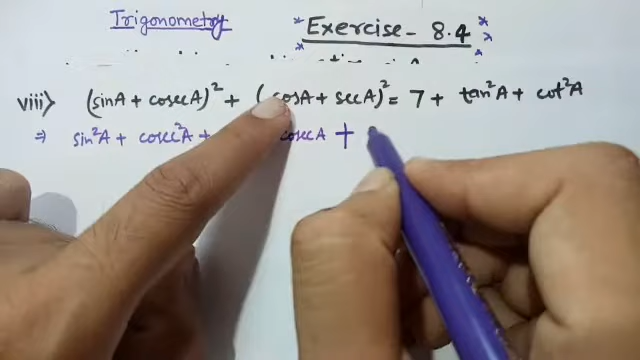 Trigonometry
* Exercise - 8.4 *
viii> (sinA + cosecA)² + (cosA + secA)² = 7 + tan²A + cot²A
⇒ sin²A + cosec²A + cosecA +